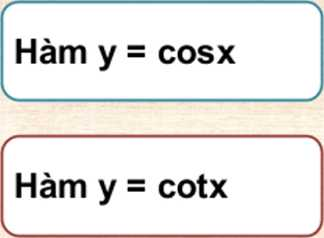 Hàm y = cosx
Hàm y = cotx